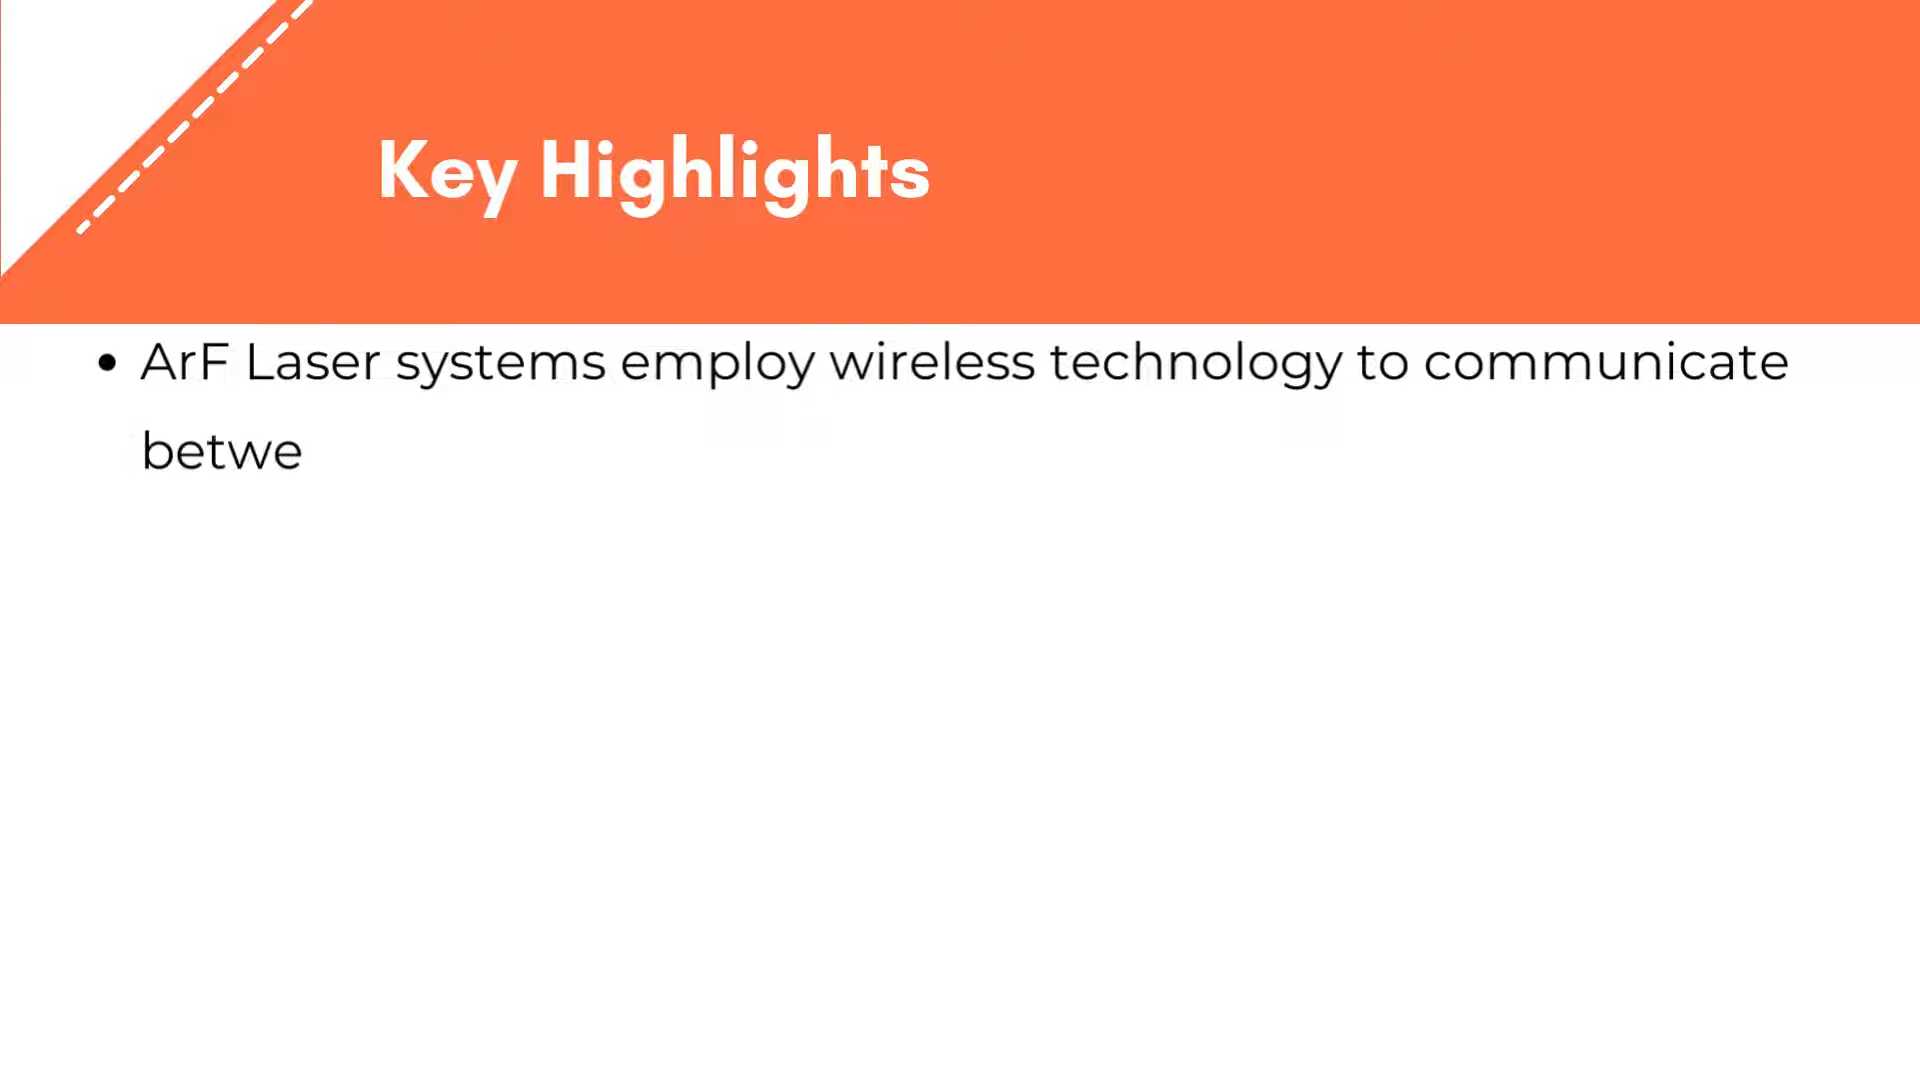 Key Highlights
• ArF Laser systems employ wireless technology to communicate
betwe